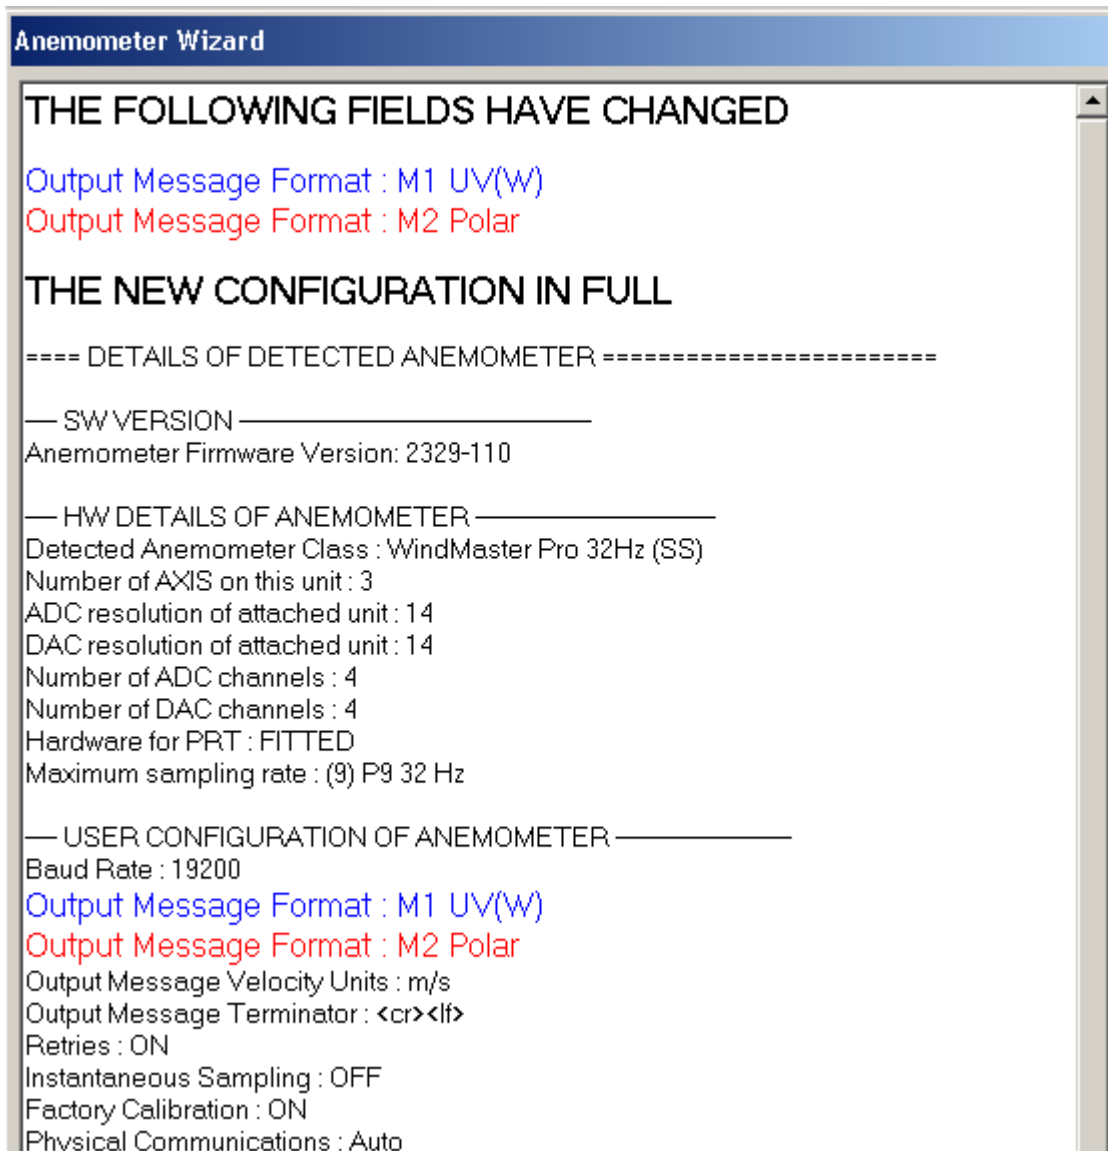 Anemometer Wizard
THE FOLLOWING FIELDS HAVE CHANGED
Output Message Format : M1 UV(W)
Output Message Format : M2 Polar
THE NEW CONFIGURATION IN FULL
==== DETAILS OF DETECTED ANEMOMETER ========================
── SW VERSION ──────────────────────
Anemometer Firmware Version: 2329-110
── HW DETAILS OF ANEMOMETER ───────────────
Detected Anemometer Class : WindMaster Pro 32Hz (SS)
Number of AXIS on this unit : 3
ADC resolution of attached unit : 14
DAC resolution of attached unit : 14
Number of ADC channels : 4
Number of DAC channels : 4
Hardware for PRT : FITTED
Maximum sampling rate : (9) P9 32 Hz
── USER CONFIGURATION OF ANEMOMETER ───────────
Baud Rate : 19200
Output Message Format : M1 UV(W)
Output Message Format : M2 Polar
Output Message Velocity Units : m/s
Output Message Terminator : <cr><lf>
Retries : ON
Instantaneous Sampling : OFF
Factory Calibration : ON
Physical Communications : Auto